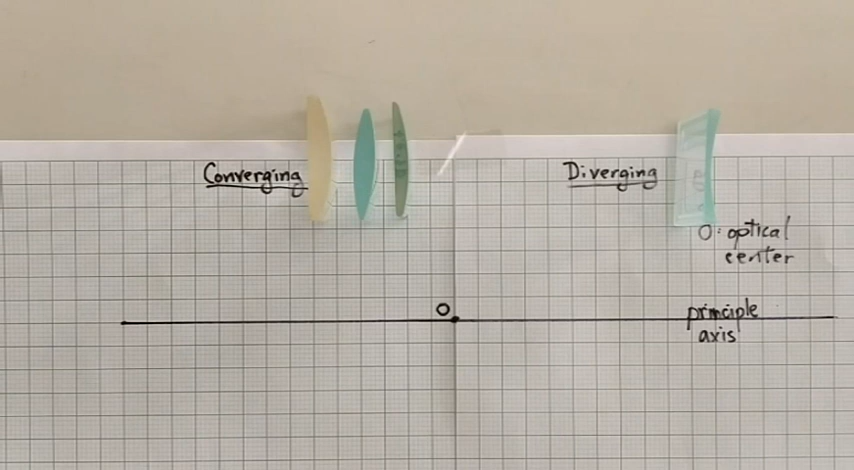 Converging
Diverging
O: optical
center
O
principle
axis